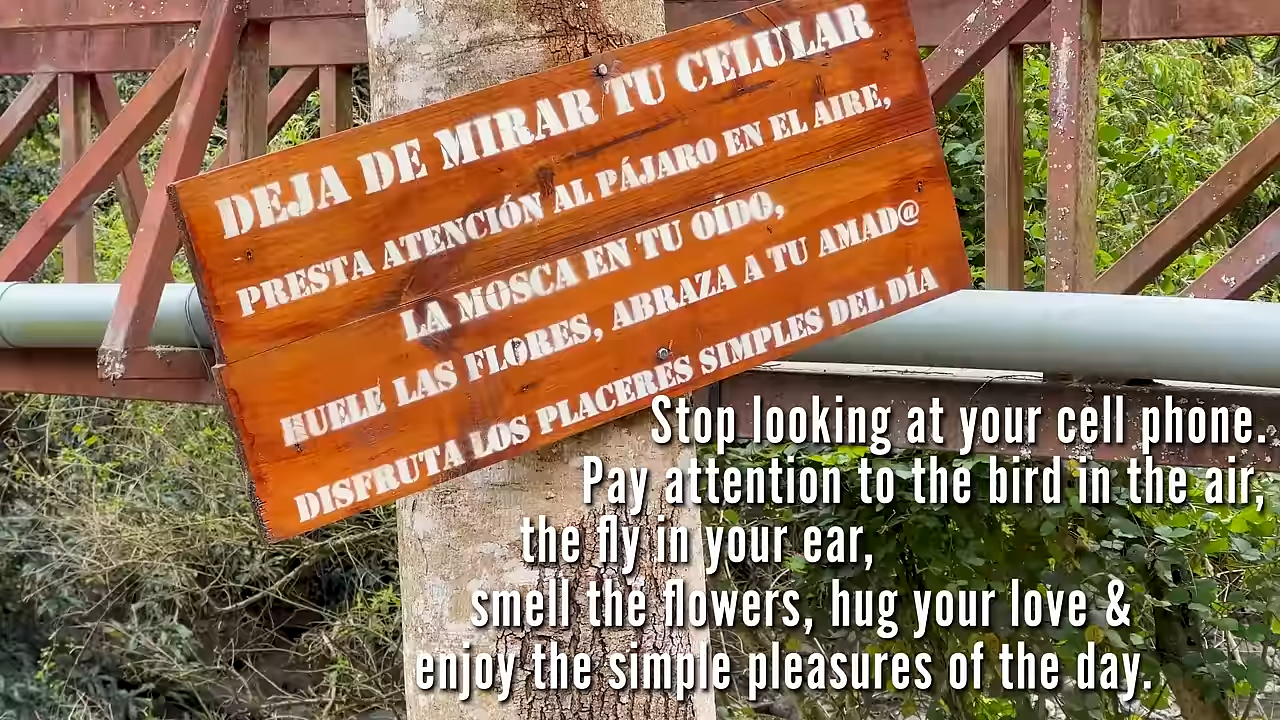 DEJA DE MIRAR TU CELULAR
PRESTA ATENCIÓN AL PÁJARO EN EL AIRE,
LA MOSCA EN TU OÍDO,
HUELE LAS FLORES, ABRAZA A TU AMAD@
DISFRUTA LOS PLACERES SIMPLES DEL DÍA
Stop looking at your cell phone.
Pay attention to the bird in the air,
the fly in your ear,
smell the flowers, hug your love &
enjoy the simple pleasures of the day.